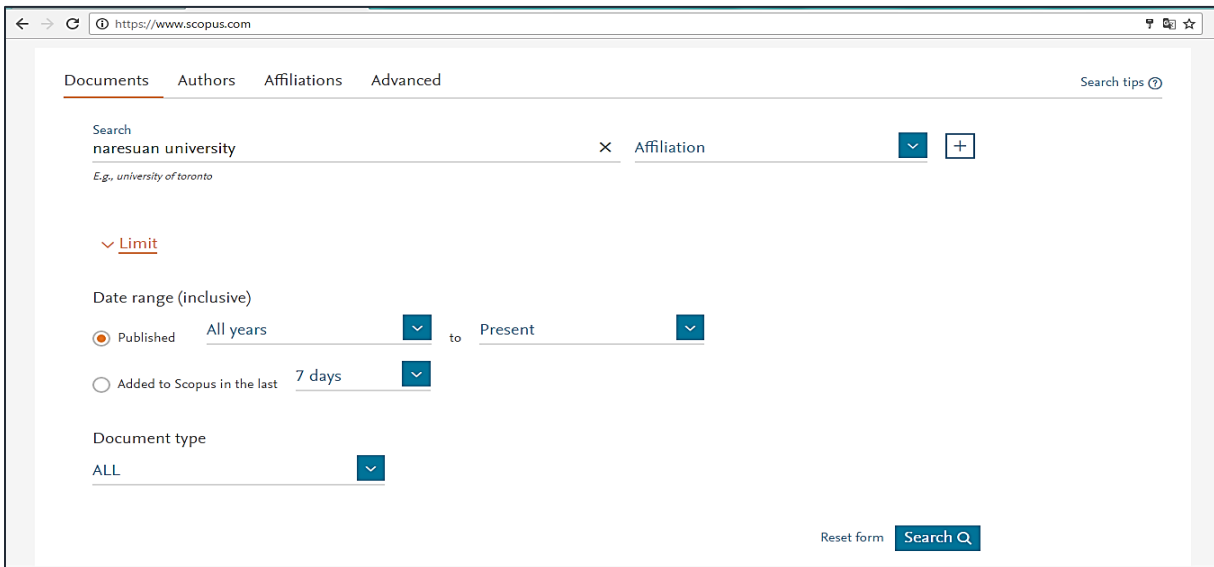 https://www.scopus.com
Documents Authors Affiliations Advanced Search tips
Search
naresuan university Affiliation
E.g., university of toronto
Limit
Date range (inclusive)
Published All years to Present
Added to Scopus in the last 7 days
Document type
ALL
Reset form Search